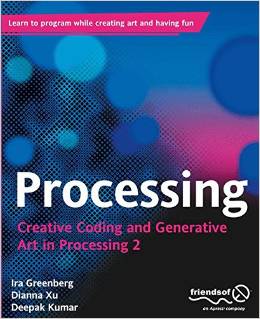 Learn to program while creating art and having fun
Processing
Creative Coding and Generative
Art in Processing 2
Ira Greenberg
Dianna Xu
Deepak Kumar
friendsof
an Apress company